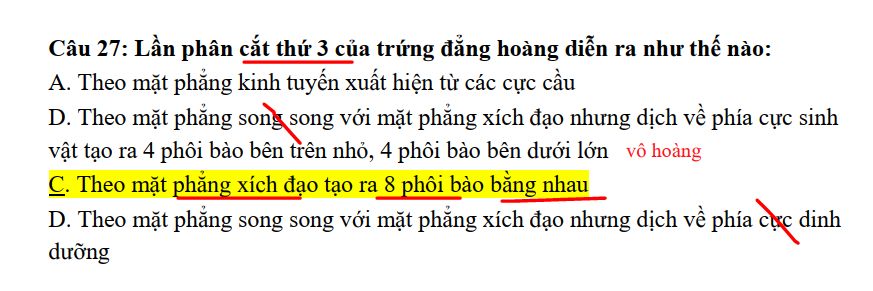 Câu 27: Lần phân cắt thứ 3 của trứng đẳng hoàng diễn ra như thế nào:
A. Theo mặt phẳng kinh tuyến xuất hiện từ các cực cầu
D. Theo mặt phẳng song song với mặt phẳng xích đạo nhưng dịch về phía cực sinh
vật tạo ra 4 phôi bào bên trên nhỏ, 4 phôi bào bên dưới lớn vô hoàng
C. Theo mặt phẳng xích đạo tạo ra 8 phôi bào bằng nhau
D. Theo mặt phẳng song song với mặt phẳng xích đạo nhưng dịch về phía cực dinh
dưỡng